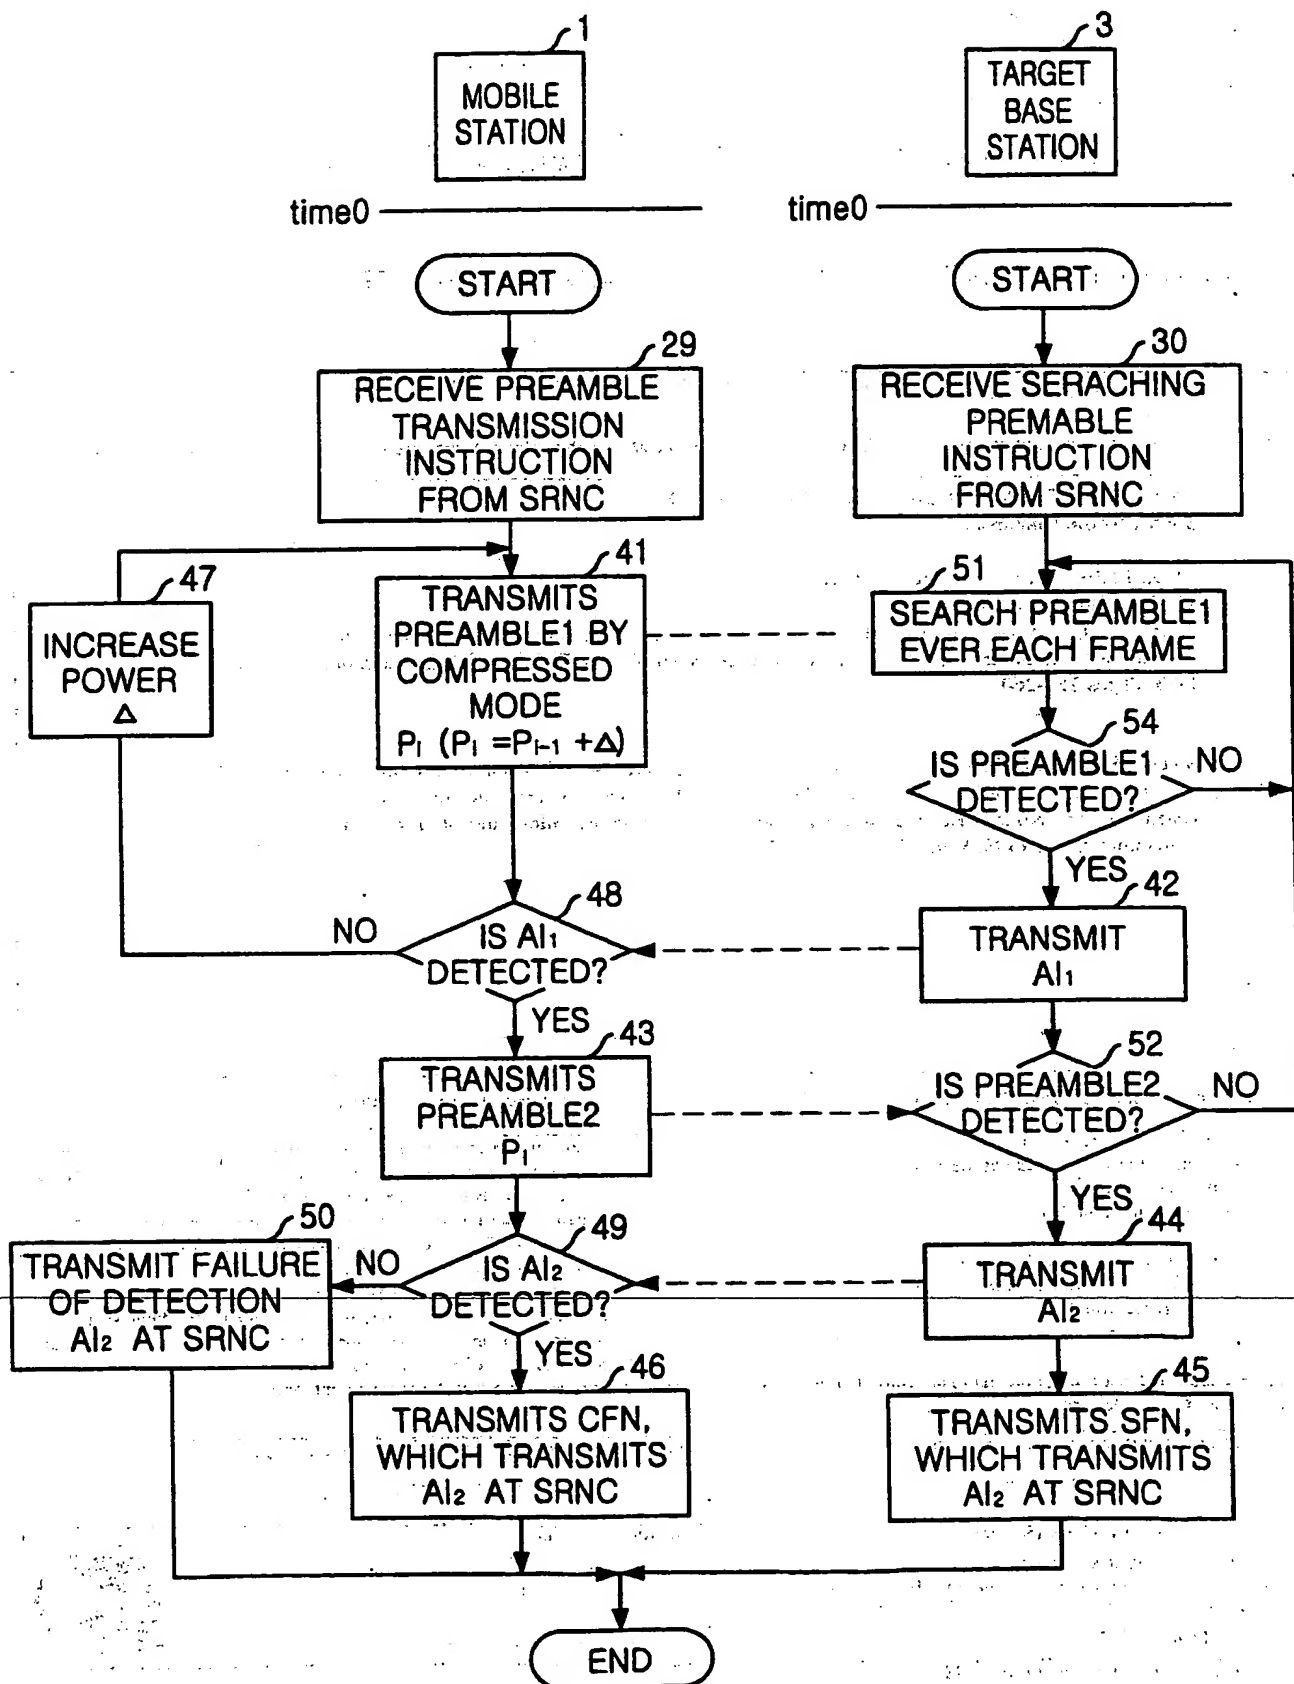 1
MOBILE
STATION
3
TARGET
BASE
STATION
time0
time0
START
START
29
RECEIVE PREAMBLE
TRANSMISSION
INSTRUCTION
FROM SRNC
30
RECEIVE SERACHING
PREMABLE
INSTRUCTION
FROM SRNC
47
INCREASE
POWER
Δ
41
TRANSMITS
PREAMBLE1 BY
COMPRESSED
MODE
PI (PI =PI-1 +Δ)
51
SEARCH PREAMBLE1
EVER EACH FRAME
54
IS PREAMBLE1
DETECTED?
NO
YES
48
IS AI1
DETECTED?
NO
YES
42
TRANSMIT
AI1
43
TRANSMITS
PREAMBLE2
PI
52
IS PREAMBLE2
DETECTED?
NO
YES
50
TRANSMIT FAILURE
OF DETECTION
AI2 AT SRNC
49
IS AI2
DETECTED?
NO
YES
44
TRANSMIT
AI2
46
TRANSMITS CFN,
WHICH TRANSMITS
AI2 AT SRNC
45
TRANSMITS SFN,
WHICH TRANSMITS
AI2 AT SRNC
END